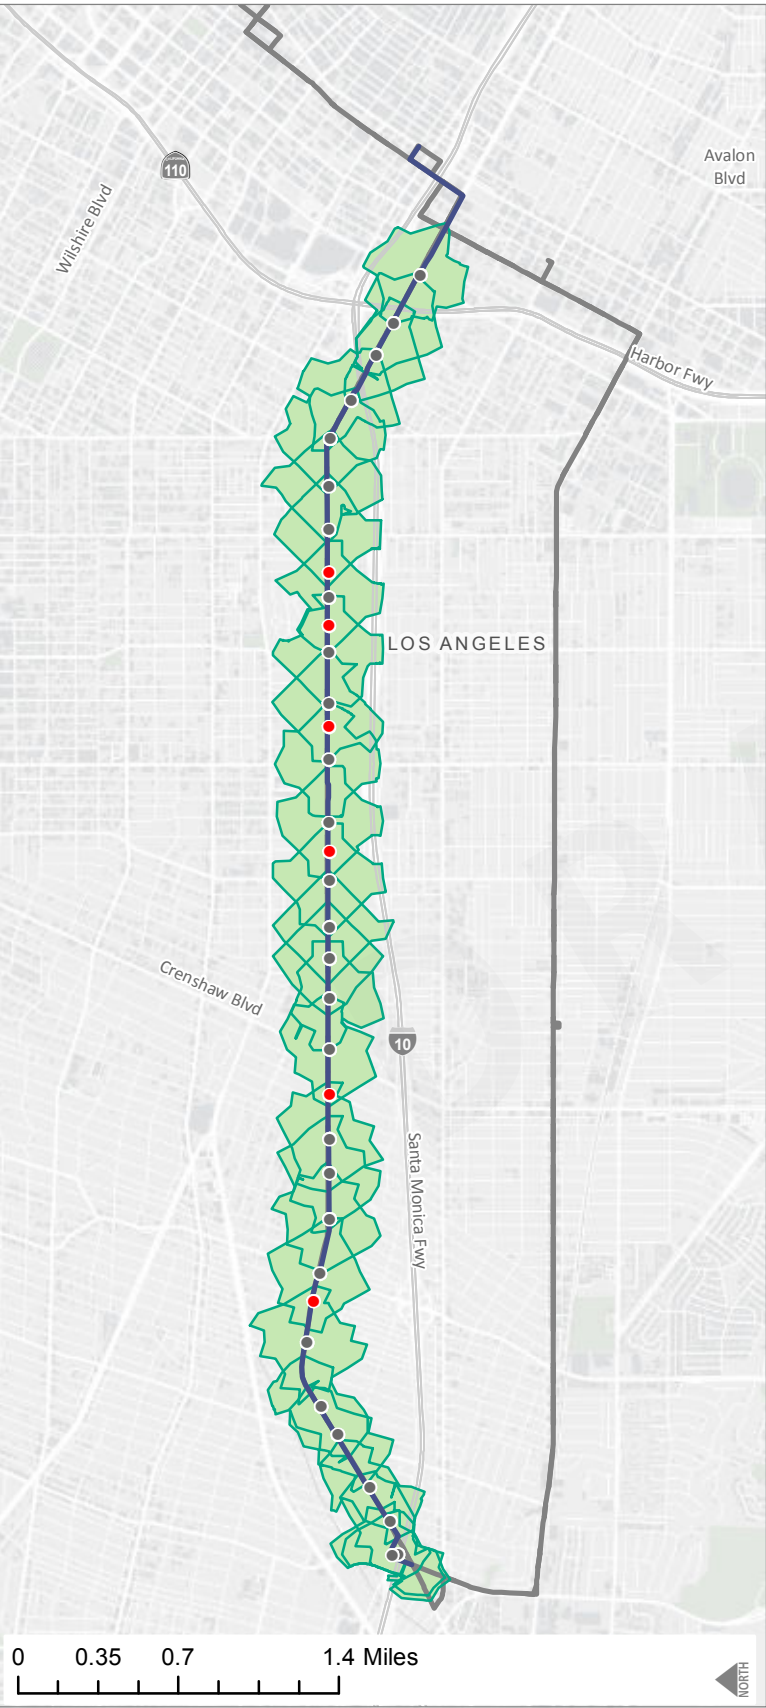 Avalon
Blvd
CALIFORNIA
110
Wilshire Blvd
Harbor Fwy
LOS ANGELES
Crenshaw Blvd
10
Santa Monica Fwy
0 0.35 0.7 1.4 Miles
NORTH